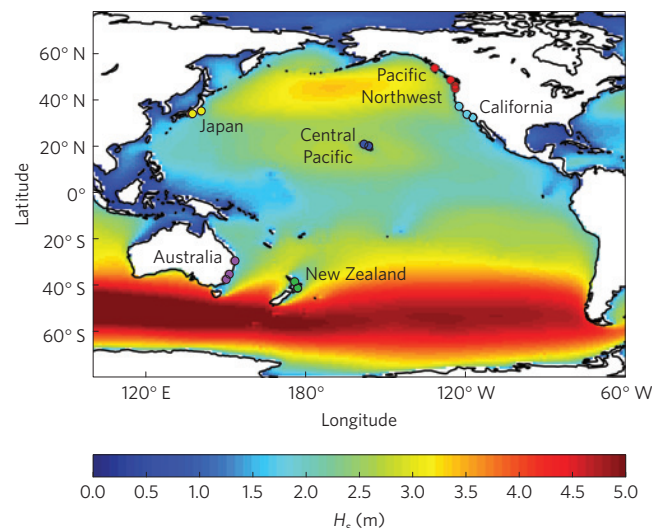 60° N
40° N
20° N
0°
20° S
40° S
60° S
Latitude
Pacific
Northwest
California
Japan
Central
Pacific
Australia
New Zealand
120° E
180°
120° W
60° W
Longitude
0.0 0.5 1.0 1.5 2.0 2.5 3.0 3.5 4.0 4.5 5.0
Hs (m)